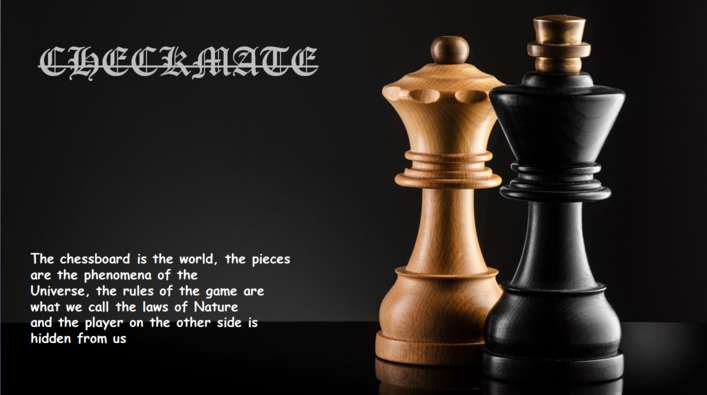 CHECKMATE
The chessboard is the world, the pieces
are the phenomena of the
Universe, the rules of the game are
what we call the laws of Nature
and the player on the other side is
hidden from us